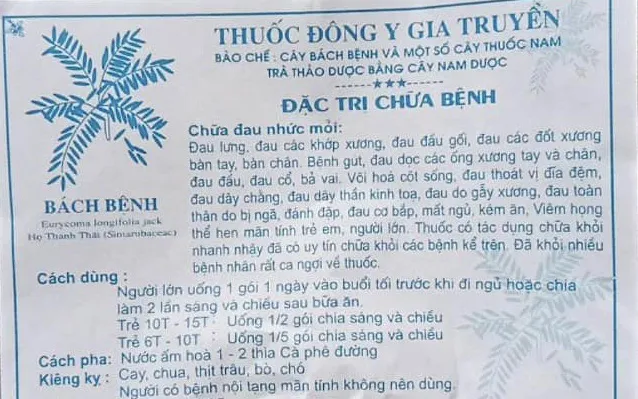 THUỐC ĐÔNG Y GIA TRUYỀN
BÀO CHẾ : CÂY BÁCH BỆNH VÀ MỘT SỐ CÂY THUỐC NAM
TRÀ THẢO DƯỢC BẰNG CÂY NAM DƯỢC
ĐẶC TRỊ CHỮA BỆNH
Chữa đau nhức mỏi:
Đau lưng, đau các khớp xương, đau đầu gối, đau các đốt xương
bàn tay, bàn chân. Bệnh gút, đau dọc các ống xương tay và chân,
đau đầu, đau cổ, bả vai. Vôi hoá cột sống, đau thoát vị đĩa đệm,
đau dây chằng, đau dây thần kinh toạ, đau do gẫy xương, đau toàn
thân do bị ngã, đánh đập, đau cơ bắp, mất ngủ, kém ăn, Viêm họng
thể hen mãn tính trẻ em, người lớn. Thuốc có tác dụng chữa khỏi
nhanh nhậy đã có uy tín chữa khỏi các bệnh kể trên. Đã khỏi nhiều
bệnh nhân rất ca ngợi về thuốc.
BÁCH BỆNH
Eurycoma longifolia jack
Họ Thanh Thất (Simarubaceae)
Cách dùng :
Người lớn uống 1 gói 1 ngày vào buổi tối trước khi đi ngủ hoặc chia
làm 2 lần sáng và chiều sau bữa ăn.
Trẻ 10T - 15T : Uống 1/2 gói chia sáng và chiều
Trẻ 6T - 10T : Uống 1/5 gói chia sáng và chiều
Cách pha: Nước ấm hoà 1 - 2 thìa Cà phê đường
Kiêng kỵ : Cay, chua, thịt trâu, bò, chó
Người có bệnh nội tạng mãn tính không nên dùng.